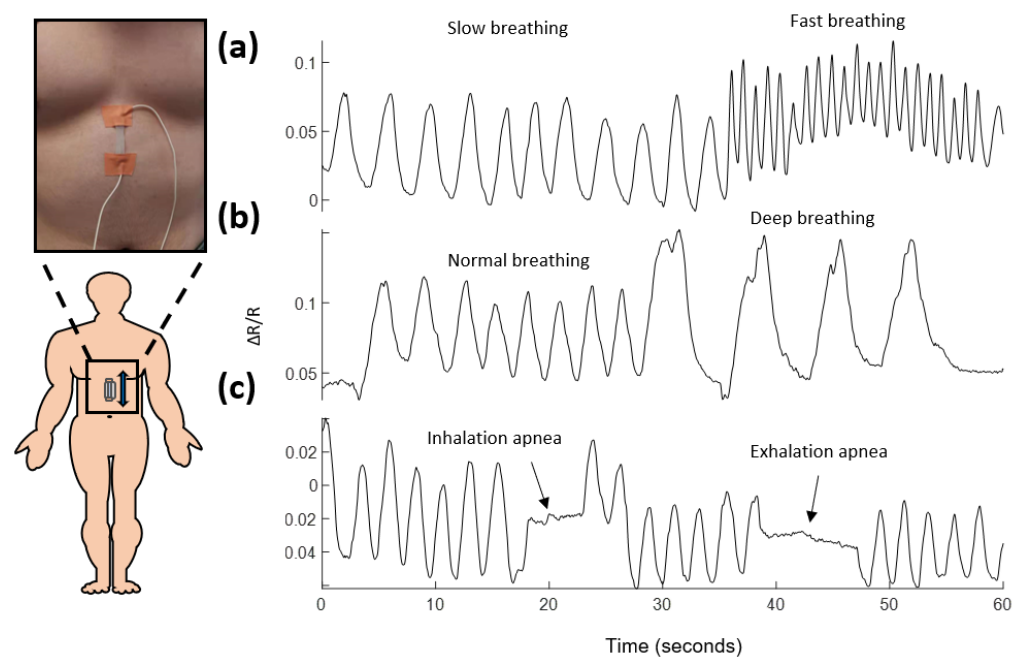 (a)
Slow breathing
Fast breathing
0.1
0.05
0
(b)
Deep breathing
Normal breathing
0.1
0.05
ΔR/R
(c)
Inhalation apnea
Exhalation apnea
0.02
0
0.02
0.04
0 10 20 30 40 50 60
Time (seconds)